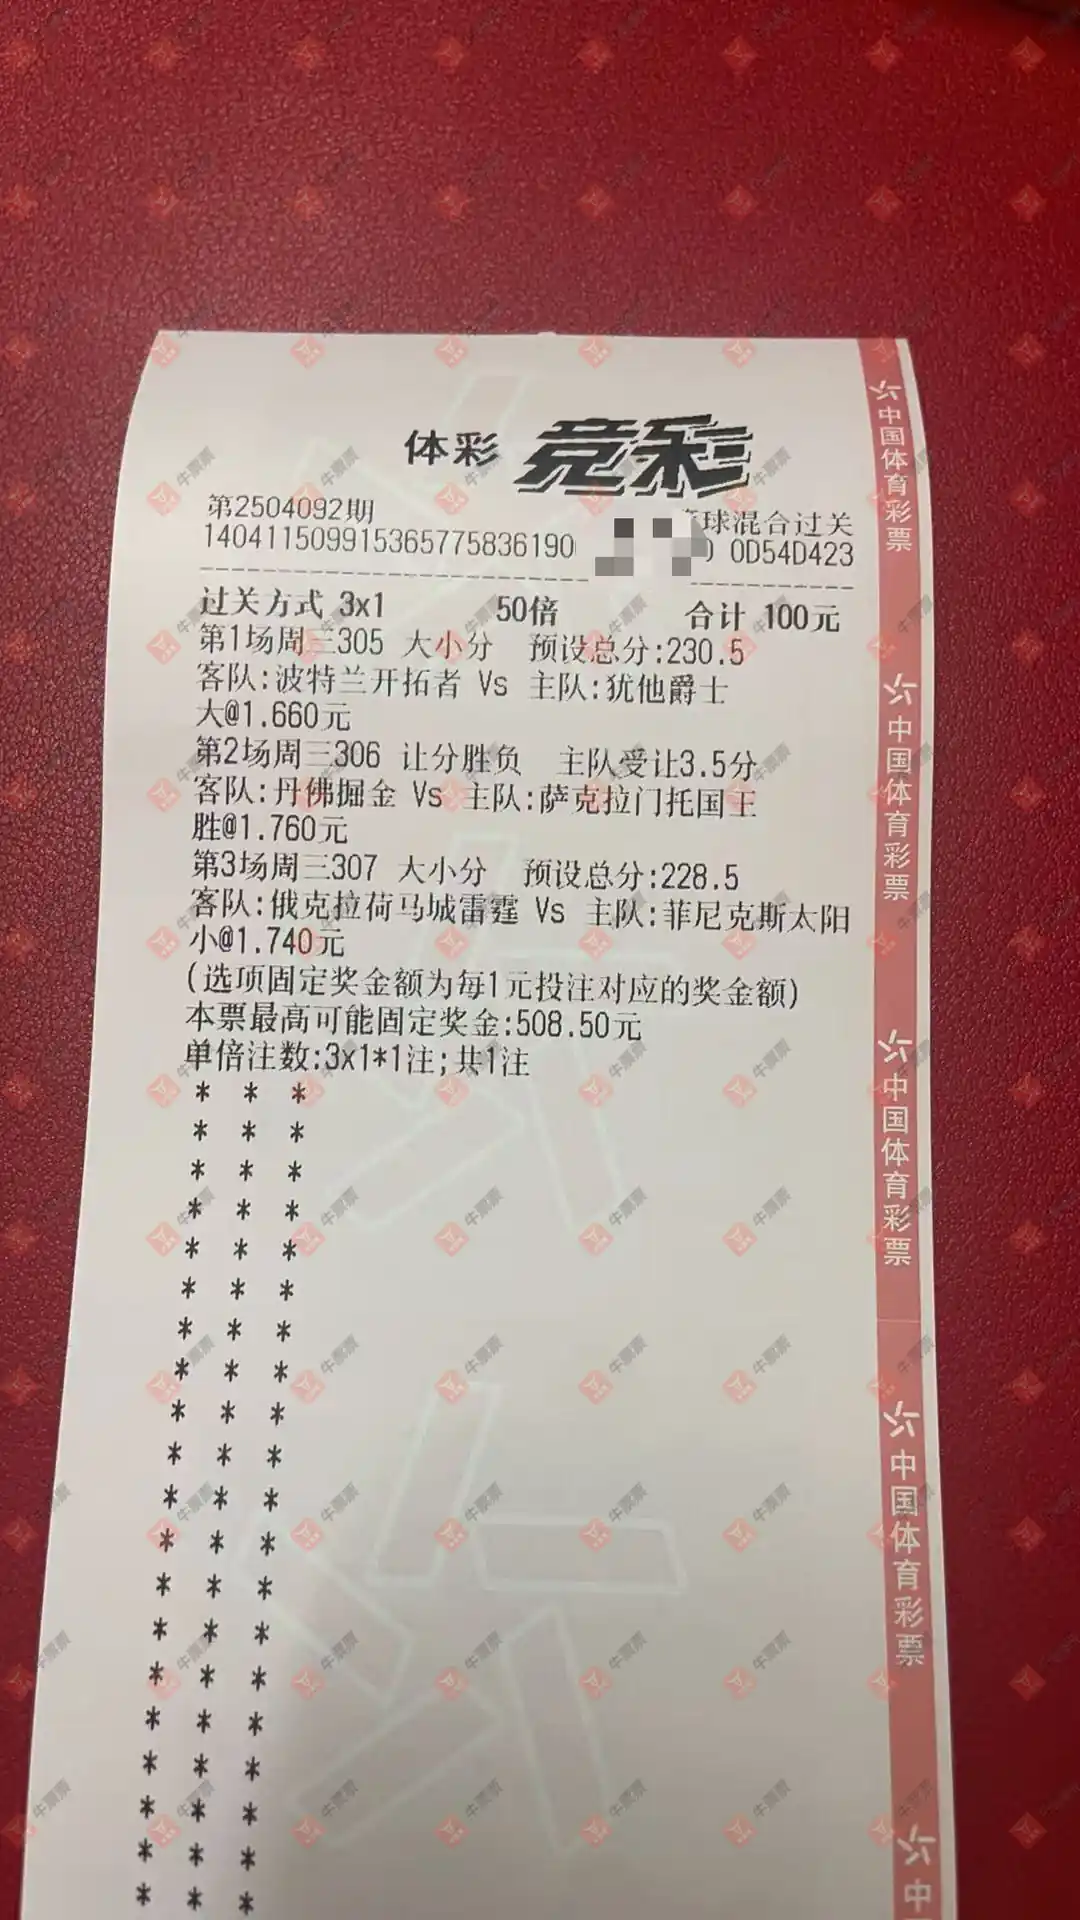 体彩 竞彩
第2504092期 球混合过关
140411509915365775836190 0D54D423
过关方式 3x1 50倍 合计 100元
第1场周三305 大小分 预设总分:230.5
客队:波特兰开拓者 Vs 主队:犹他爵士
大@1.660元
第2场周三306 让分胜负 主队受让3.5分
客队:丹佛掘金 Vs 主队:萨克拉门托国王
胜@1.760元
第3场周三307 大小分 预设总分:228.5
客队:俄克拉荷马城雷霆 Vs 主队:菲尼克斯太阳
小@1.740元
(选项固定奖金额为每1元投注对应的奖金额)
本票最高可能固定奖金:508.50元
单倍注数:3x1*1注;共1注
中国体育彩票
中国体育彩票
中国体育彩票
中国体育彩票
中
牛票票